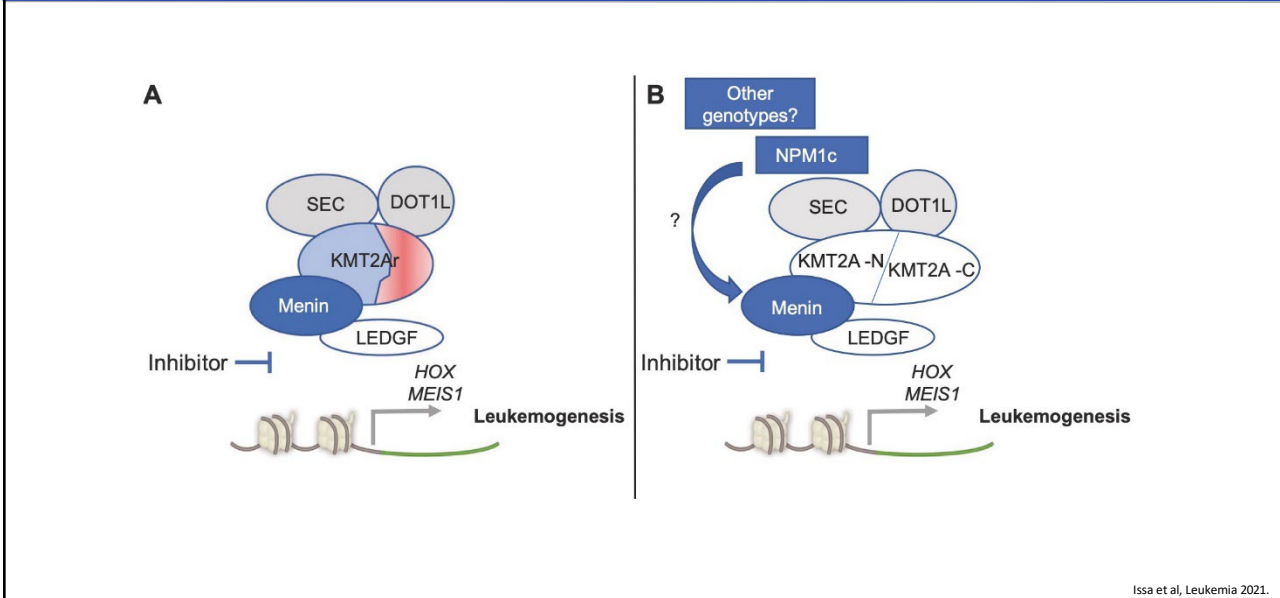 A
SEC
DOT1L
KMT2Ar
Menin
LEDGF
Inhibitor
HOX
MEIS1
Leukemogenesis
B
Other
genotypes?
NPM1c
?
SEC
DOT1L
KMT2A -N
KMT2A -C
Menin
LEDGF
Inhibitor
HOX
MEIS1
Leukemogenesis
Issa et al, Leukemia 2021.